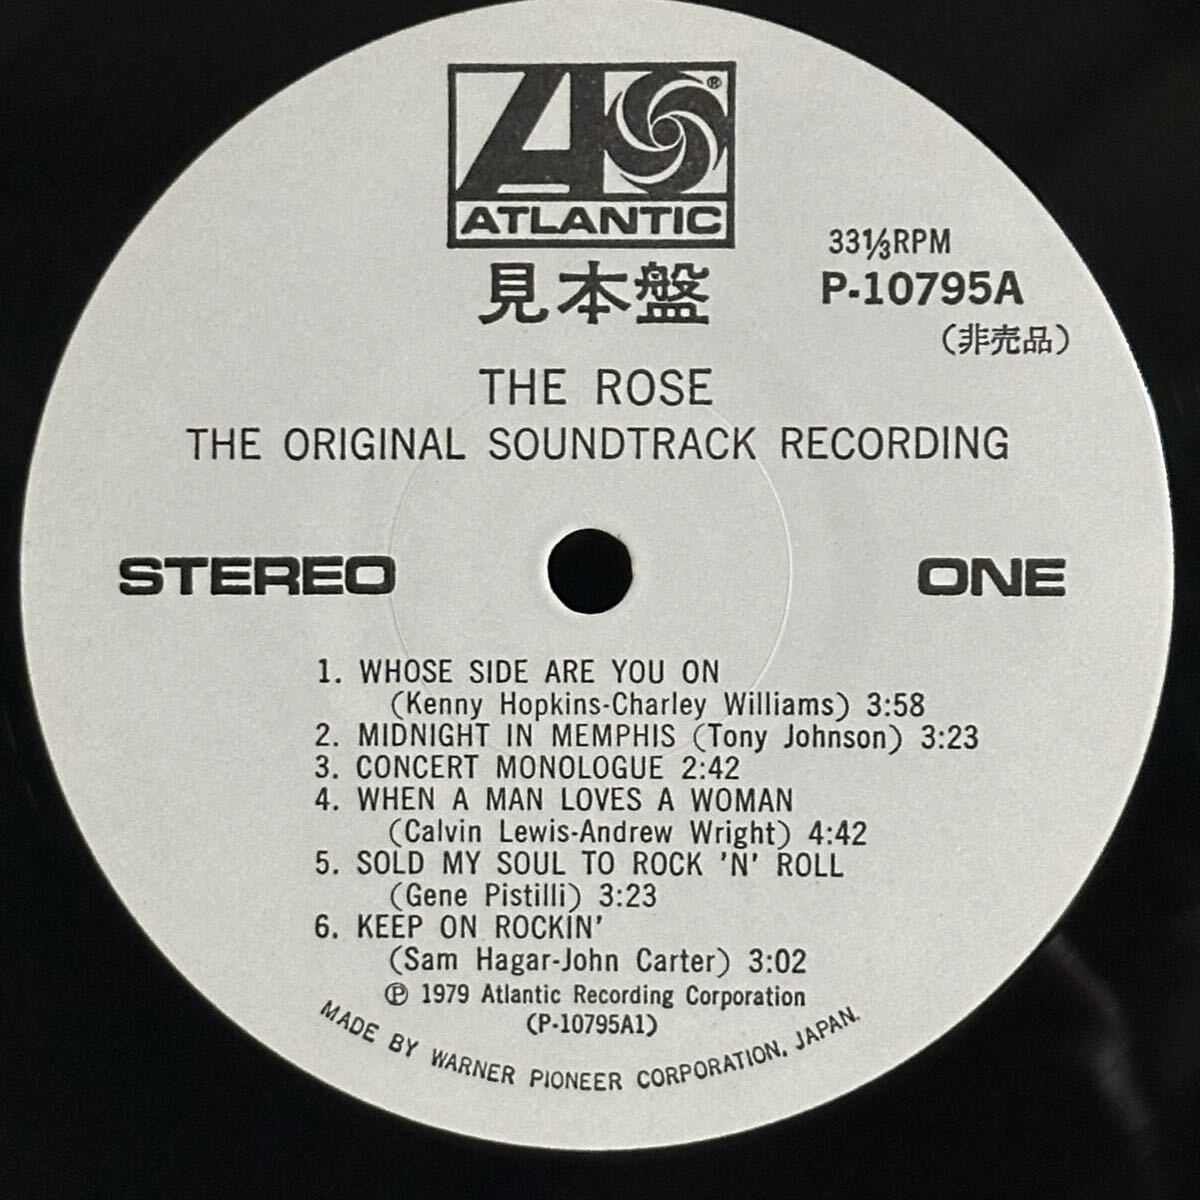 ATLANTIC ®
見本盤
33⅓RPM
P-10795A
(非売品)
THE ROSE
THE ORIGINAL SOUNDTRACK RECORDING
STEREO
ONE
1. WHOSE SIDE ARE YOU ON
(Kenny Hopkins-Charley Williams) 3:58
2. MIDNIGHT IN MEMPHIS (Tony Johnson) 3:23
3. CONCERT MONOLOGUE 2:42
4. WHEN A MAN LOVES A WOMAN
(Calvin Lewis-Andrew Wright) 4:42
5. SOLD MY SOUL TO ROCK 'N' ROLL
(Gene Pistilli) 3:23
6. KEEP ON ROCKIN'
(Sam Hagar-John Carter) 3:02
℗ 1979 Atlantic Recording Corporation
(P-10795A1)
MADE BY WARNER PIONEER CORPORATION, JAPAN.